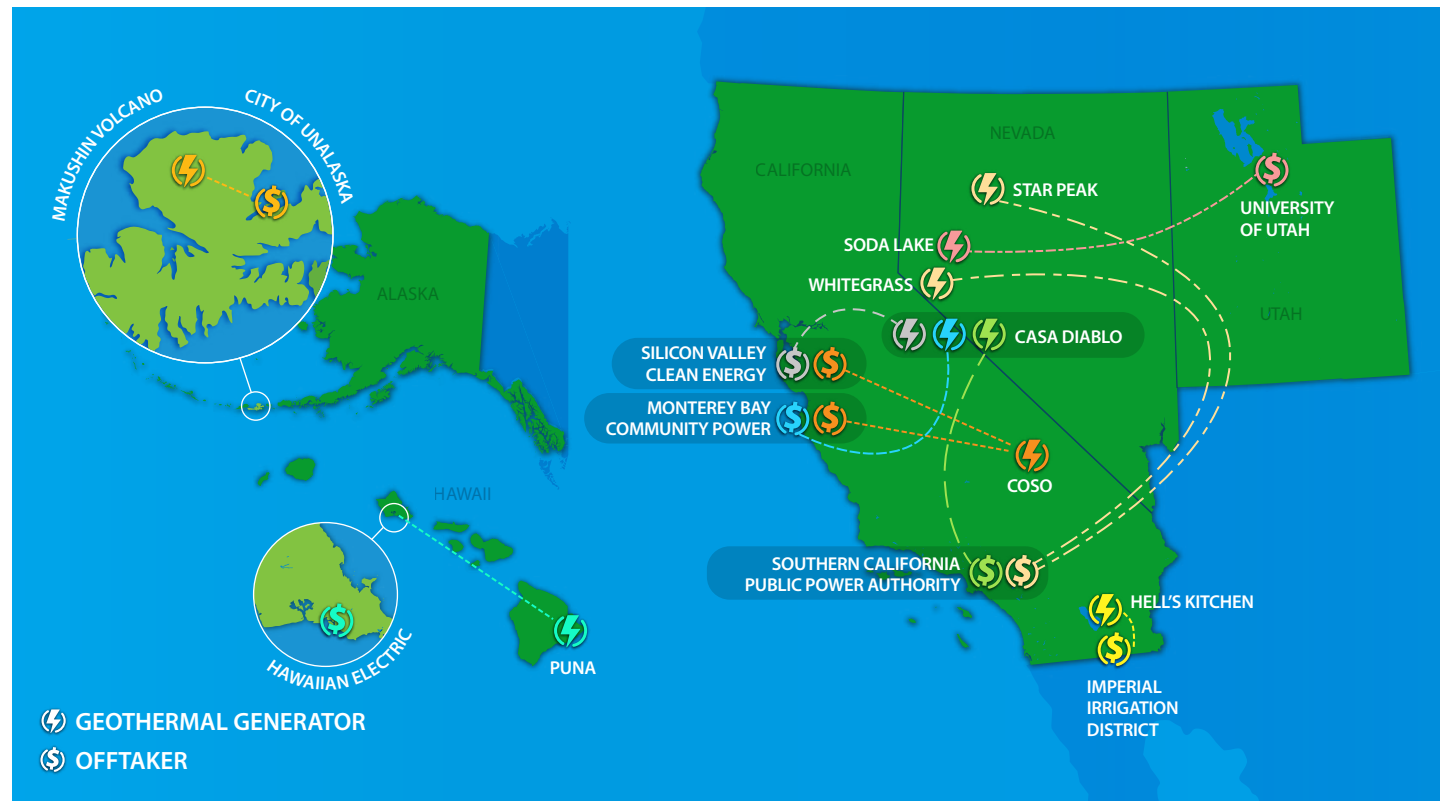 MAKUSHIN VOLCANO
CITY OF UNALASKA
ALASKA
HAWAII
HAWAIIAN ELECTRIC
PUNA
GEOTHERMAL GENERATOR
OFFTAKER
CALIFORNIA
NEVADA
UTAH
STAR PEAK
UNIVERSITY
OF UTAH
SODA LAKE
WHITEGRASS
CASA DIABLO
SILICON VALLEY
CLEAN ENERGY
MONTEREY BAY
COMMUNITY POWER
COSO
SOUTHERN CALIFORNIA
PUBLIC POWER AUTHORITY
HELL'S KITCHEN
IMPERIAL
IRRIGATION
DISTRICT